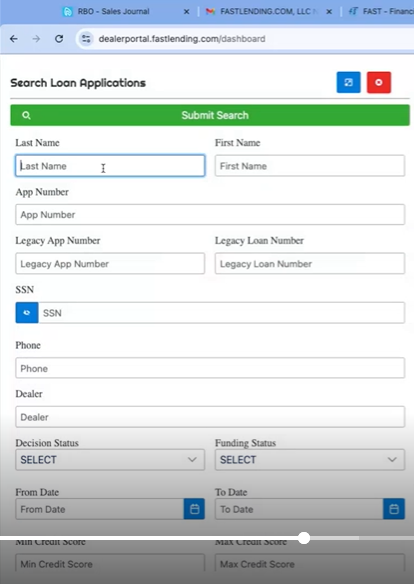 RBO - Sales Journal × FASTLENDING.COM, LLC × FAST - Financ
dealerportal.fastlending.com/dashboard
Search Loan Applications
Submit Search
Last Name First Name
Last Name First Name
App Number
App Number
Legacy App Number Legacy Loan Number
Legacy App Number Legacy Loan Number
SSN
SSN
Phone
Phone
Dealer
Dealer
Decision Status Funding Status
SELECT SELECT
From Date To Date
From Date To Date
Min Credit Score Max Credit Score
Min Credit Score Max Credit Score